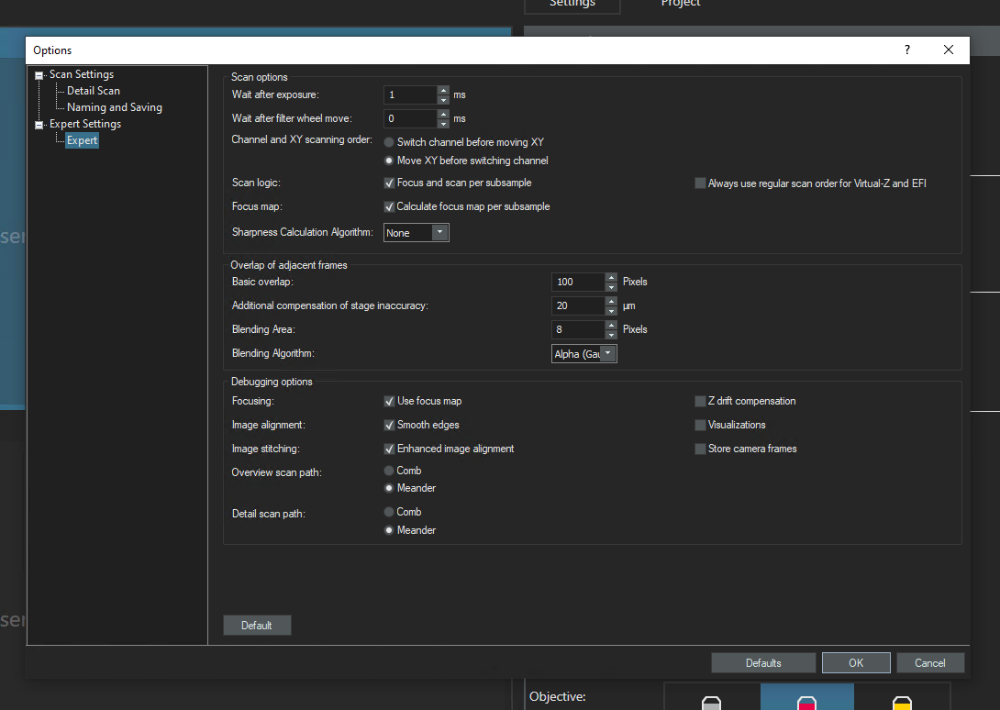 Settings Project
Options ?
Scan Settings
Detail Scan
Naming and Saving
Expert Settings
Expert
Scan options
Wait after exposure: 1 ms
Wait after filter wheel move: 0 ms
Channel and XY scanning order: Switch channel before moving XY
Move XY before switching channel
Scan logic: Focus and scan per subsample Always use regular scan order for Virtual-Z and EFI
Focus map: Calculate focus map per subsample
Sharpness Calculation Algorithm: None
Overlap of adjacent frames
Basic overlap: 100 Pixels
Additional compensation of stage inaccuracy: 20 µm
Blending Area: 8 Pixels
Blending Algorithm: Alpha (Gau
Debugging options
Focusing: Use focus map Z drift compensation
Image alignment: Smooth edges Visualizations
Image stitching: Enhanced image alignment Store camera frames
Overview scan path: Comb
Meander
Detail scan path: Comb
Meander
Default
Defaults OK Cancel
Objective: